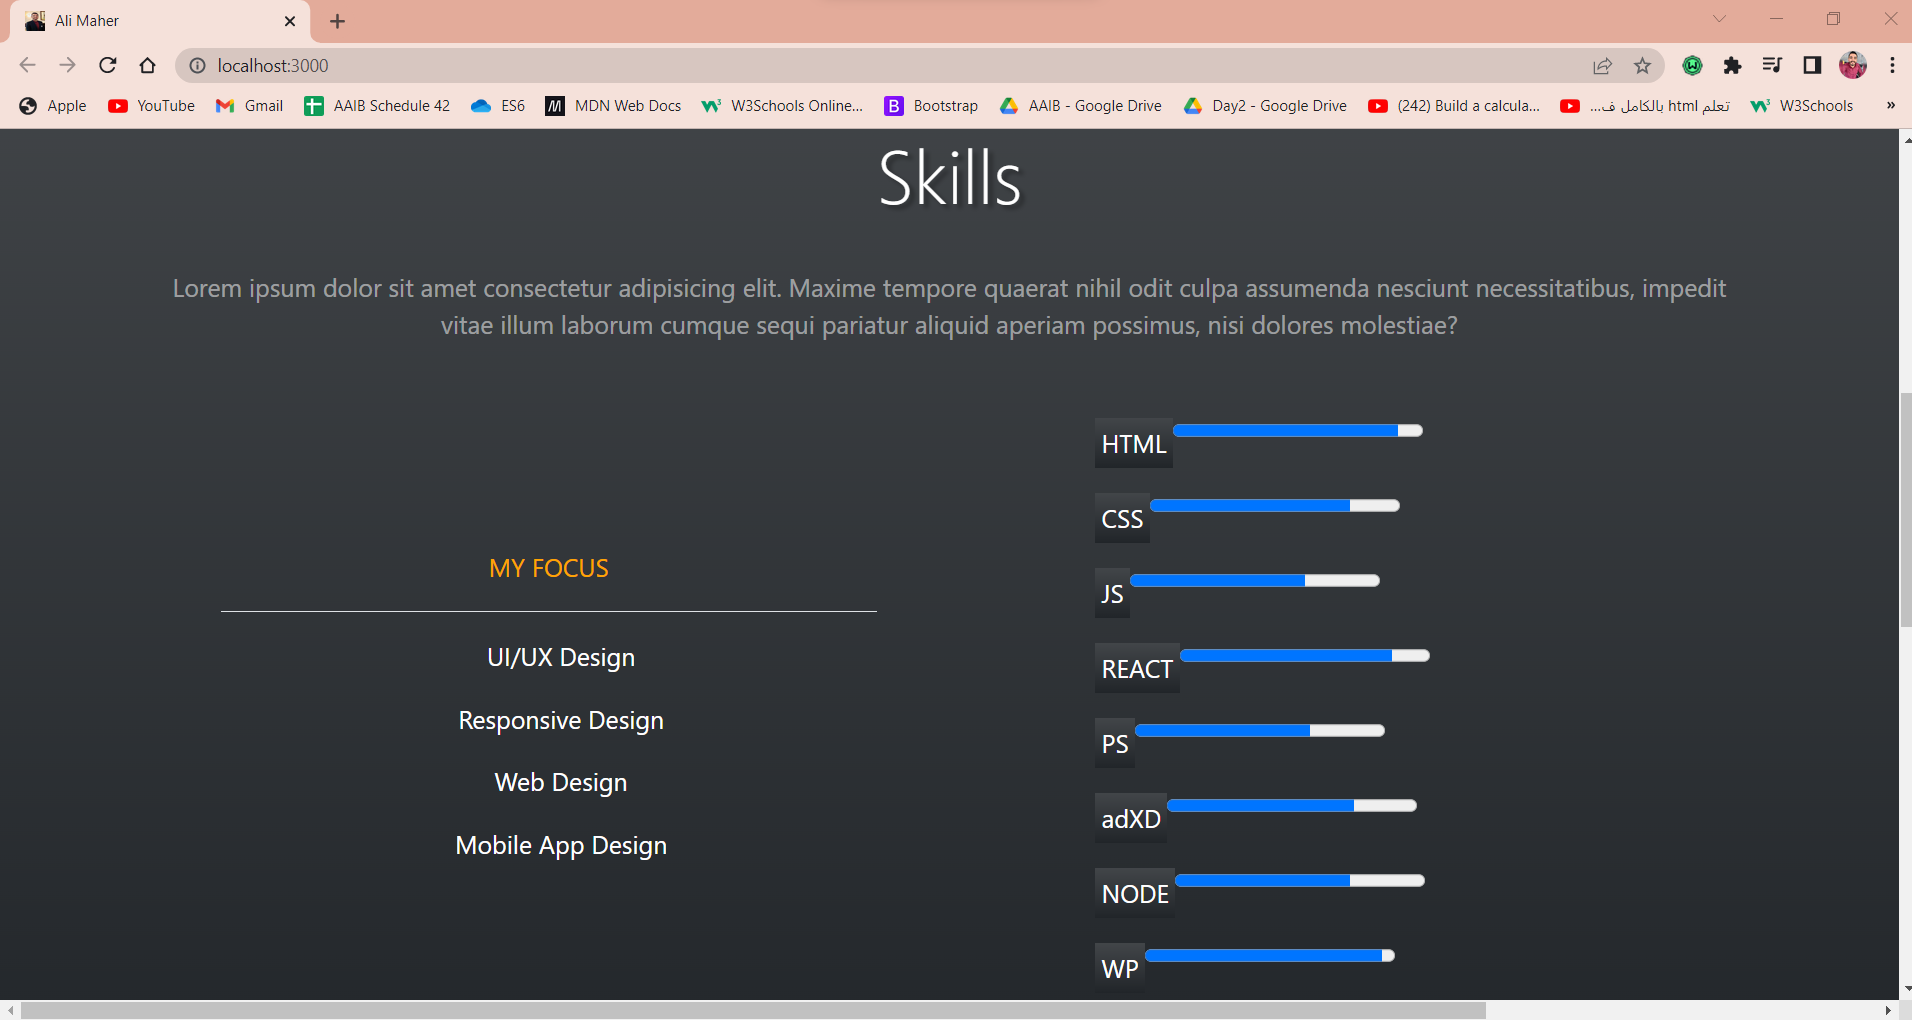 Ali Maher
localhost:3000
Apple YouTube Gmail AAIB Schedule 42 ES6 MDN Web Docs W3Schools Online... Bootstrap AAIB - Google Drive Day2 - Google Drive (242) Build a calcula... تعلم html بالكامل ف... W3Schools »
Skills
Lorem ipsum dolor sit amet consectetur adipisicing elit. Maxime tempore quaerat nihil odit culpa assumenda nesciunt necessitatibus, impedit
vitae illum laborum cumque sequi pariatur aliquid aperiam possimus, nisi dolores molestiae?
MY FOCUS
UI/UX Design
Responsive Design
Web Design
Mobile App Design
HTML
CSS
JS
REACT
PS
adXD
NODE
WP